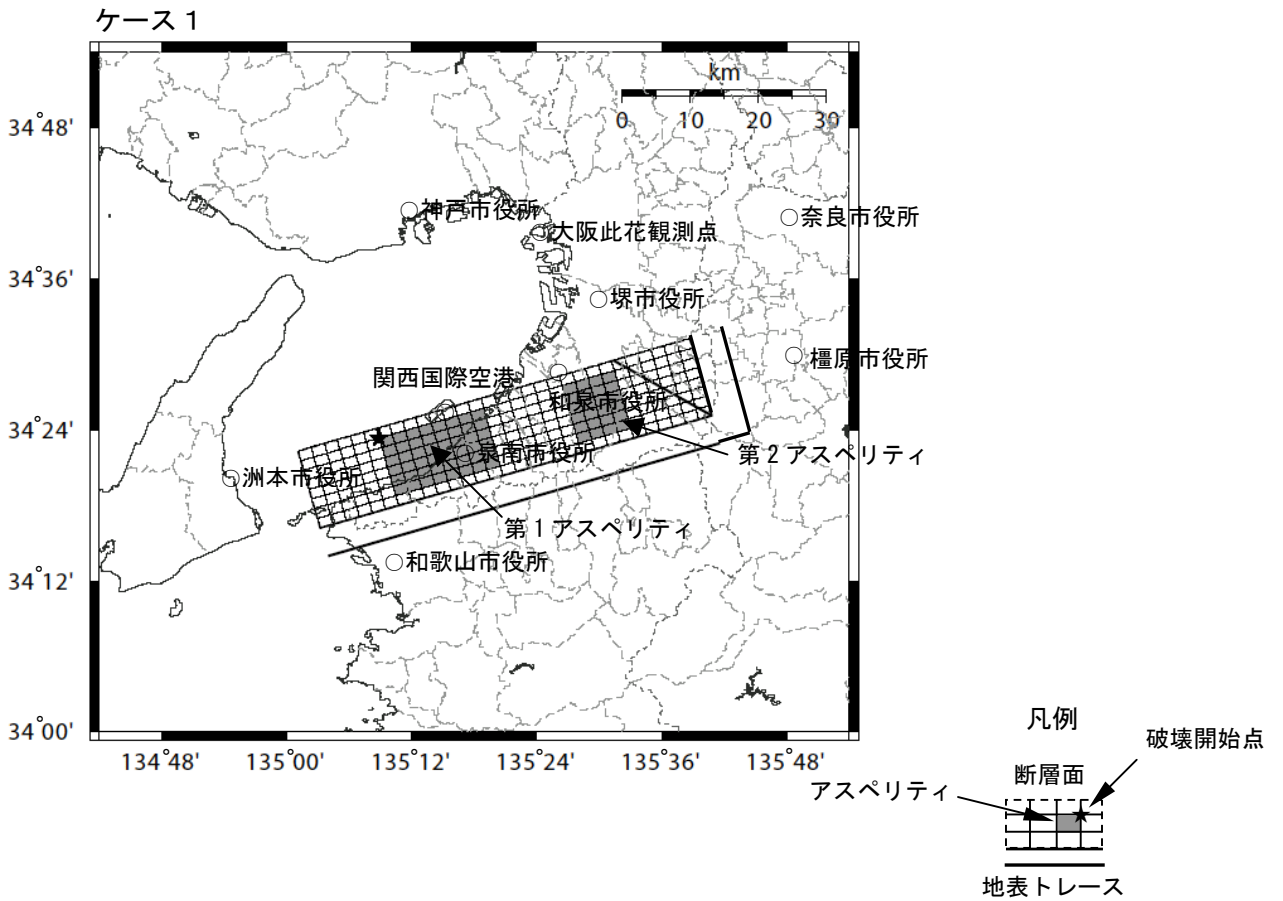 ケース 1
km
0 10 20 30
34˚48'
神戸市役所
大阪此花観測点
奈良市役所
34˚36'
堺市役所
関西国際空港
橿原市役所
和泉市役所
34˚24'
泉南市役所
第2アスペリティ
洲本市役所
第1アスペリティ
34˚12'
和歌山市役所
34˚00'
134˚48' 135˚00' 135˚12' 135˚24' 135˚36' 135˚48'
凡例
破壊開始点
断層面
アスペリティ
地表トレース